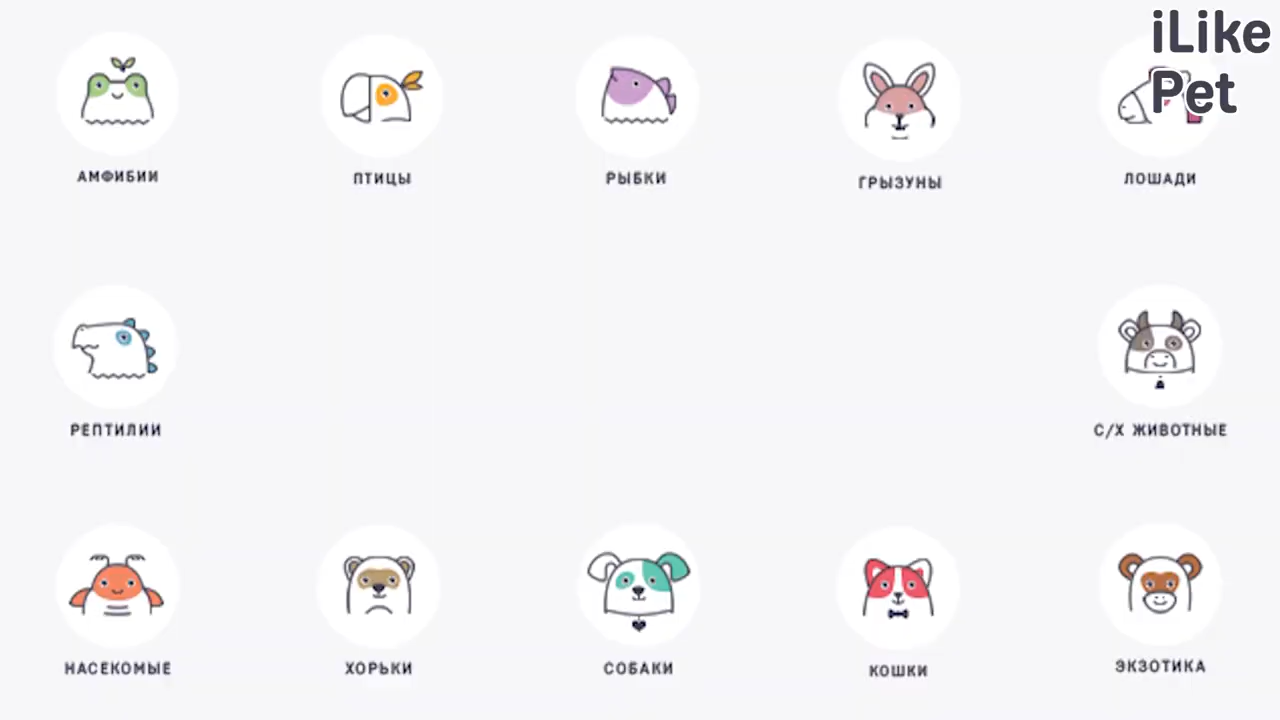 iLike
Pet
АМФИБИИ
ПТИЦЫ
РЫБКИ
ГРЫЗУНЫ
ЛОШАДИ
РЕПТИЛИИ
С/Х ЖИВОТНЫЕ
НАСЕКОМЫЕ
ХОРЬКИ
СОБАКИ
КОШКИ
ЭКЗОТИКА